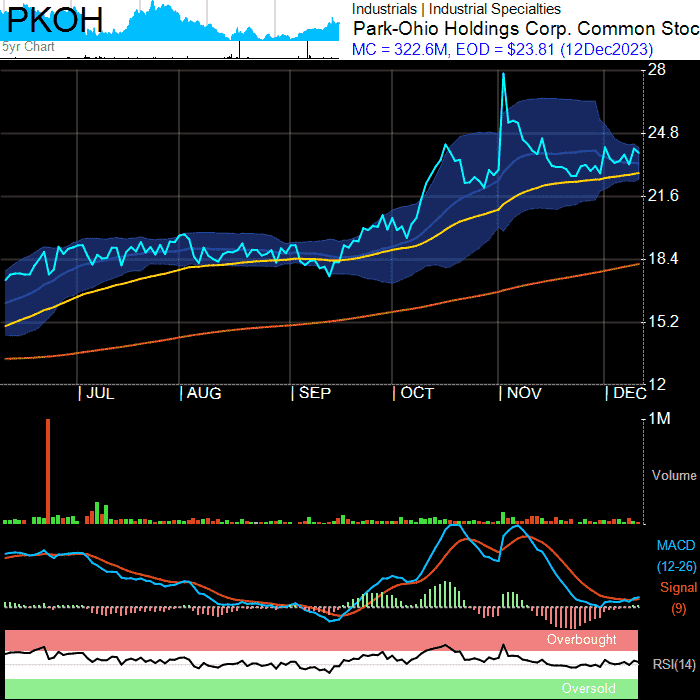 PKOH
5yr Chart
Industrials | Industrial Specialties
Park-Ohio Holdings Corp. Common Stoc
MC = 322.6M, EOD = $23.81 (12Dec2023)
28
24.8
21.6
18.4
15.2
12
| JUL | AUG | SEP | OCT | NOV | DEC
1M
Volume
MACD
(12-26)
Signal
(9)
Overbought
RSI(14)
Oversold